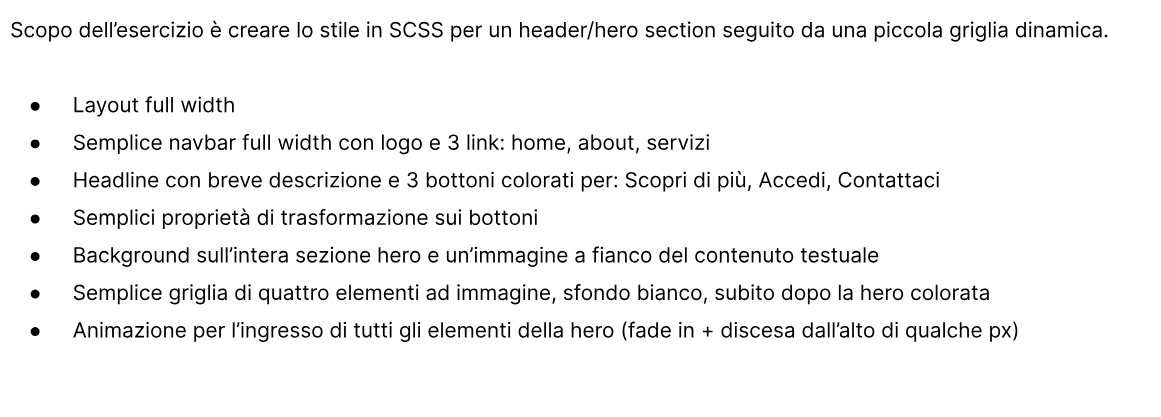 Scopo dell’esercizio è creare lo stile in SCSS per un header/hero section seguito da una piccola griglia dinamica.
● Layout full width
● Semplice navbar full width con logo e 3 link: home, about, servizi
● Headline con breve descrizione e 3 bottoni colorati per: Scopri di più, Accedi, Contattaci
● Semplici proprietà di trasformazione sui bottoni
● Background sull’intera sezione hero e un’immagine a fianco del contenuto testuale
● Semplice griglia di quattro elementi ad immagine, sfondo bianco, subito dopo la hero colorata
● Animazione per l’ingresso di tutti gli elementi della hero (fade in + discesa dall’alto di qualche px)